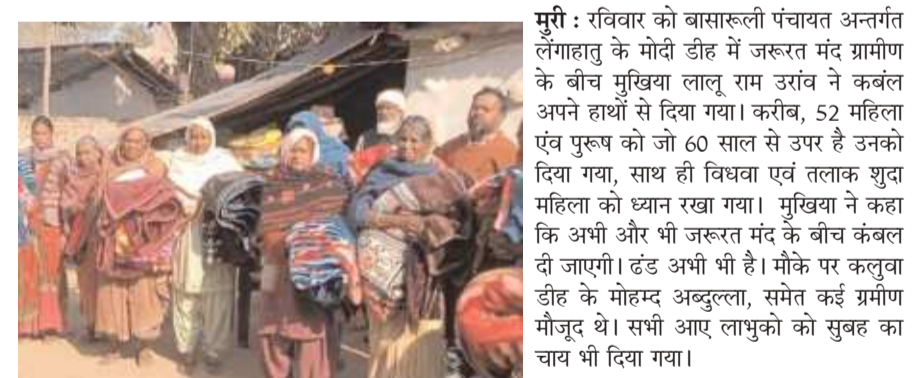 मुरी : रविवार को बासारूली पंचायत अन्तर्गत
लेंगाहातु के मोदी डीह में जरूरत मंद ग्रामीण
के बीच मुखिया लालू राम उरांव ने कबंल
अपने हाथों से दिया गया। करीब, 52 महिला
एंव पुरूष को जो 60 साल से उपर है उनको
दिया गया, साथ ही विधवा एवं तलाक शुदा
महिला को ध्यान रखा गया। मुखिया ने कहा
कि अभी और भी जरूरत मंद के बीच कंबल
दी जाएगी। ढंड अभी भी है। मौके पर कलुवा
डीह के मोहम्द अब्दुल्ला, समेत कई ग्रमीण
मौजूद थे। सभी आए लाभुको को सुबह का
चाय भी दिया गया।